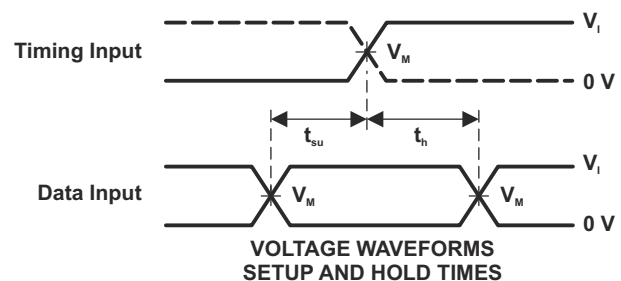 V_I
Timing Input
V_M
0 V
t_su
t_h
V_I
Data Input
V_M
V_M
0 V
VOLTAGE WAVEFORMS
SETUP AND HOLD TIMES